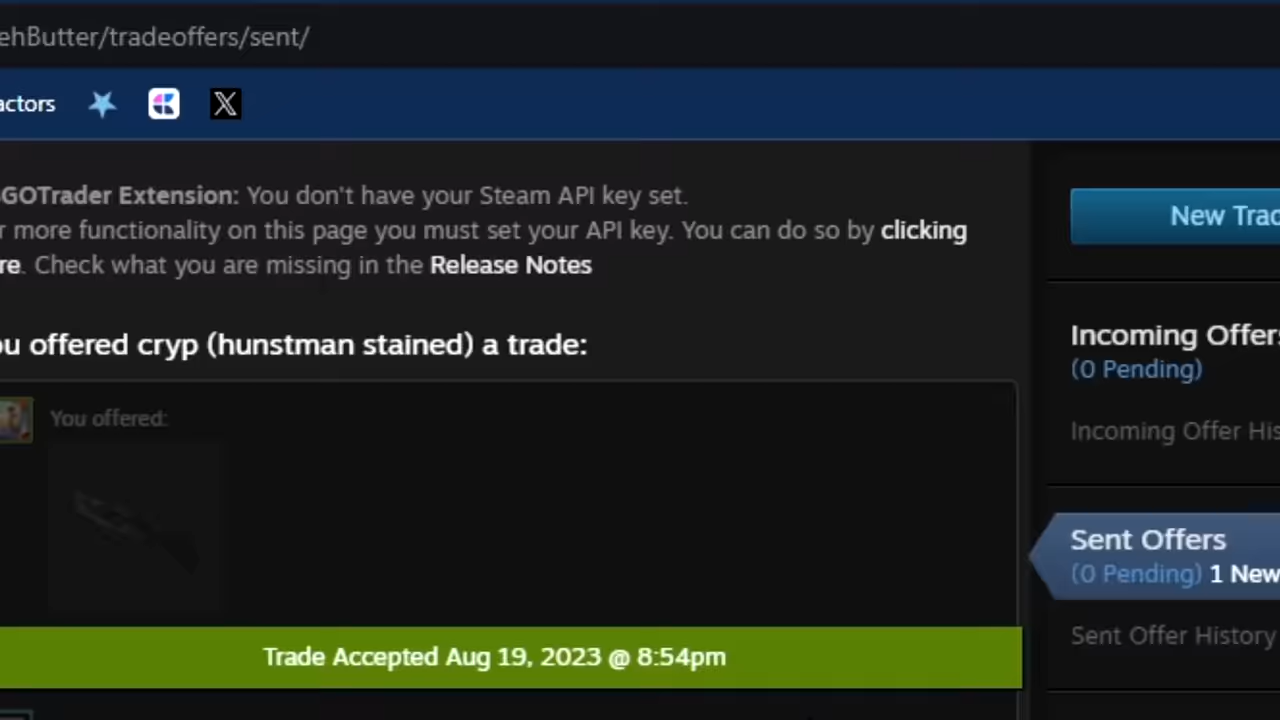 ehButter/tradeoffers/sent/
actors
GOTrader Extension: You don't have your Steam API key set.
r more functionality on this page you must set your API key. You can do so by clicking
re. Check what you are missing in the Release Notes
ou offered cryp (hunstman stained) a trade:
You offered:
Trade Accepted Aug 19, 2023 @ 8:54pm
New Trad
Incoming Offers
(0 Pending)
Incoming Offer His
Sent Offers
(0 Pending) 1 New
Sent Offer History